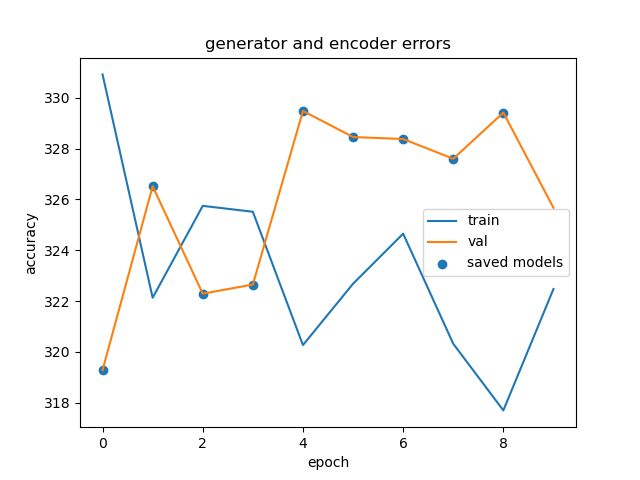 generator and encoder errors
accuracy
330
328
326
324
322
320
318
train
val
saved models
0
2
4
6
8
epoch